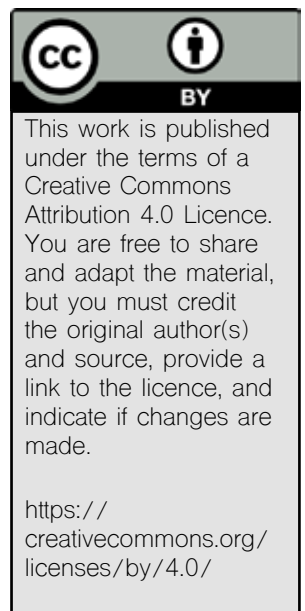 cc
BY
This work is published
under the terms of a
Creative Commons
Attribution 4.0 Licence.
You are free to share
and adapt the material,
but you must credit
the original author(s)
and source, provide a
link to the licence, and
indicate if changes are
made.
https://
creativecommons.org/
licenses/by/4.0/